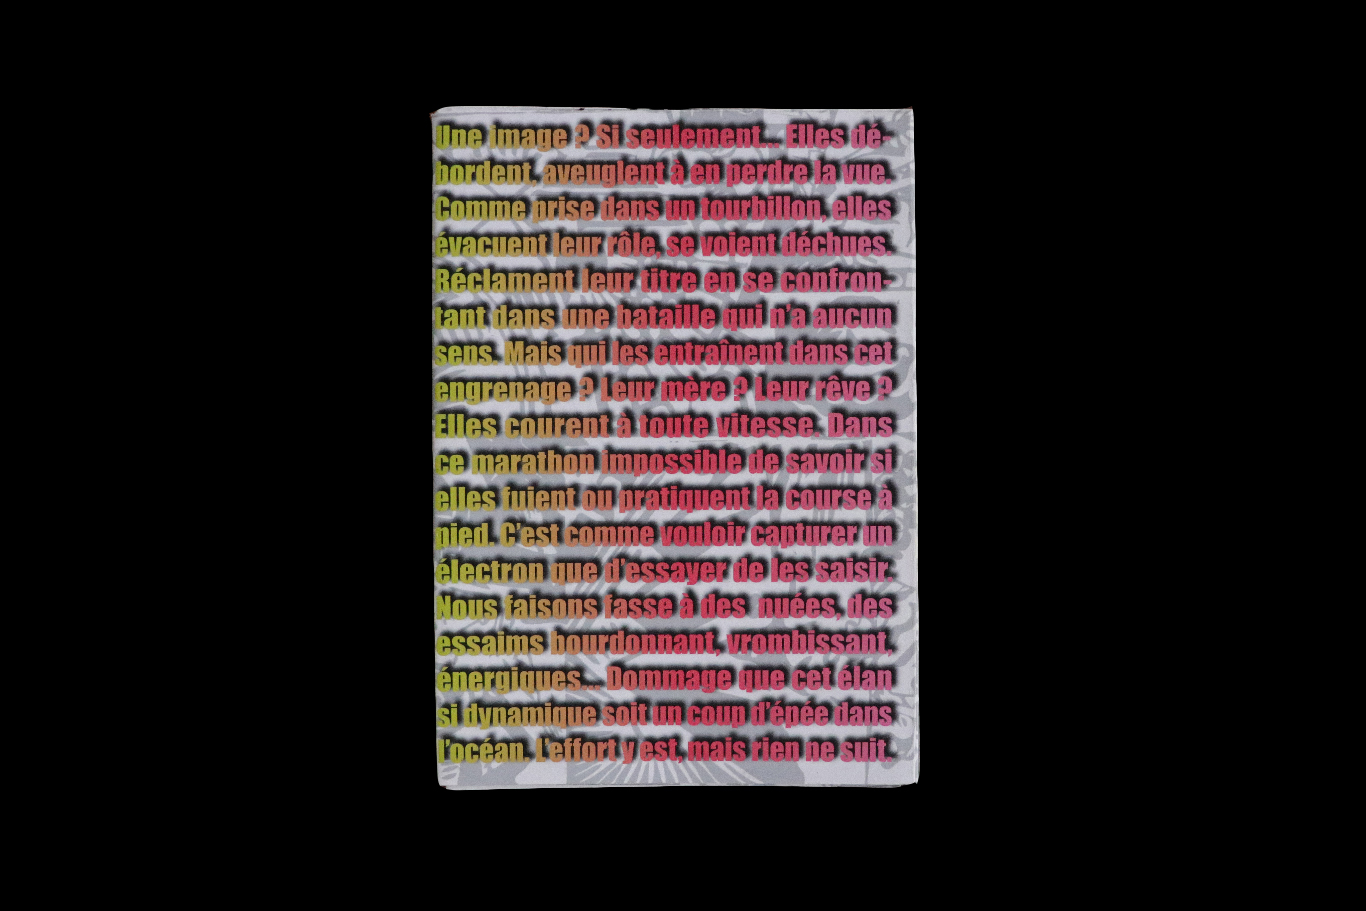 Une image ? Si seulement... Elles dé-
bordent, aveuglent à en perdre la vue.
Comme prise dans un tourbillon, elles
évacuent leur rôle, se voient déchues.
Réclament leur titre en se confron-
tant dans une bataille qui n'a aucun
sens. Mais qui les entraînent dans cet
engrenage ? Leur mère ? Leur rêve ?
Elles courent à toute vitesse. Dans
ce marathon impossible de savoir si
elles fuient ou pratiquent la course à
pied. C'est comme vouloir capturer un
électron que d'essayer de les saisir.
Nous faisons fasse à des nuées, des
essaims bourdonnant, vrombissant,
énergiques... Dommage que cet élan
si dynamique soit un coup d'épée dans
l'océan. L'effort y est, mais rien ne suit.